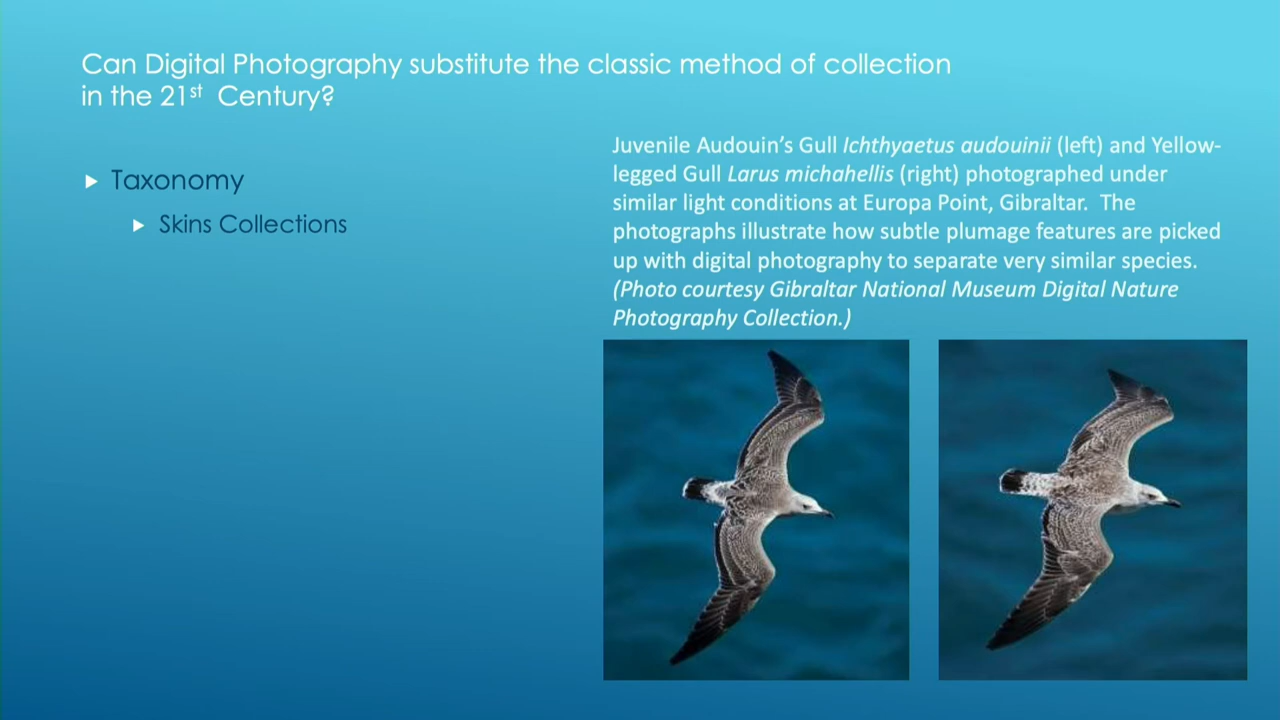 Can Digital Photography substitute the classic method of collection
in the 21st Century?
Taxonomy
Skins Collections
Juvenile Audouin’s Gull Ichthyaetus audouinii (left) and Yellow-
legged Gull Larus michahellis (right) photographed under
similar light conditions at Europa Point, Gibraltar. The
photographs illustrate how subtle plumage features are picked
up with digital photography to separate very similar species.
(Photo courtesy Gibraltar National Museum Digital Nature
Photography Collection.)